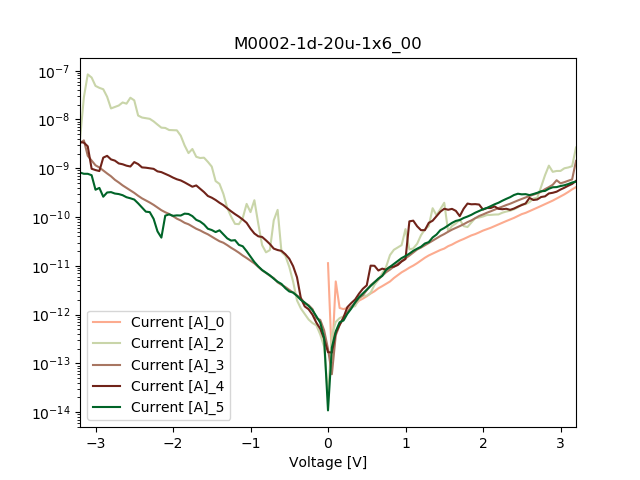 M0002-1d-20u-1x6_00
10⁻⁷
10⁻⁸
10⁻⁹
10⁻¹⁰
10⁻¹¹
10⁻¹²
10⁻¹³
10⁻¹⁴
Current [A]_0
Current [A]_2
Current [A]_3
Current [A]_4
Current [A]_5
−3 −2 −1 0 1 2 3
Voltage [V]